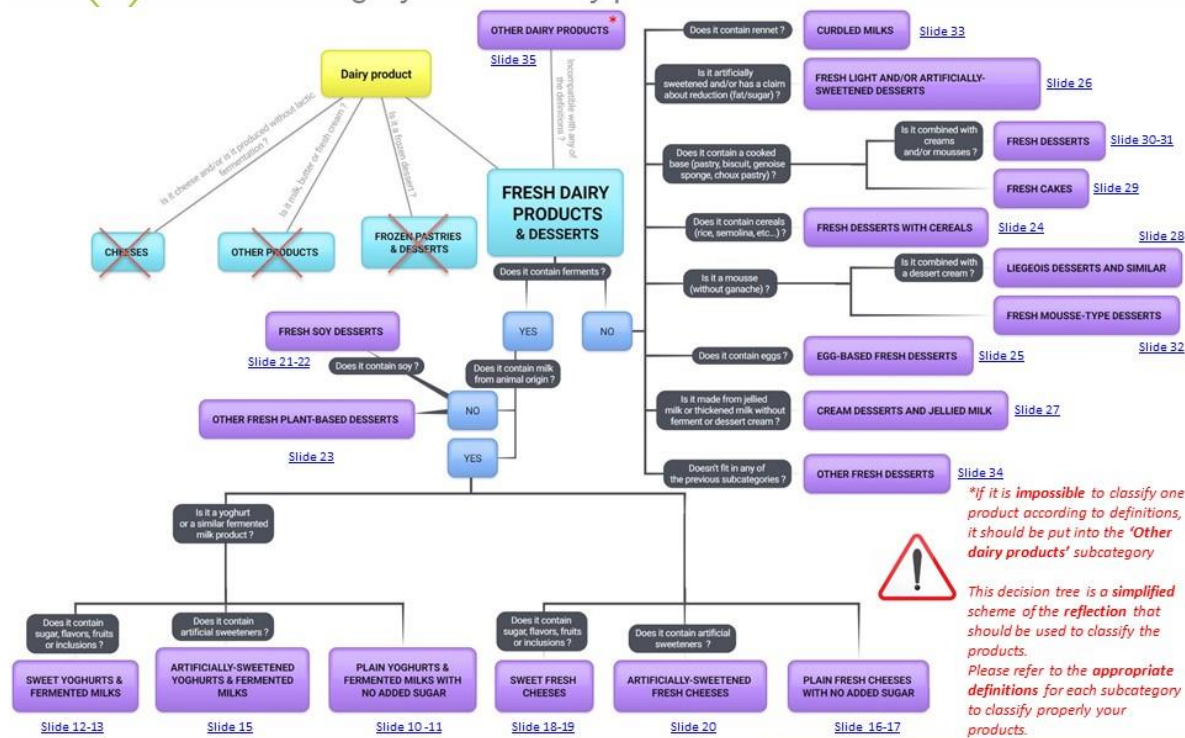 OTHER DAIRY PRODUCTS *
Slide 35
Dairy product
Is it cheese and/or is it produced without lactic
fermentation ?
Is it milk, butter or fresh cream ?
Is it a frozen dessert ?
Incompatible with any of
the definitions ?
CHEESES
OTHER PRODUCTS
FROZEN PASTRIES
& DESSERTS
FRESH DAIRY
PRODUCTS
& DESSERTS
Does it contain ferments ?
YES
NO
Does it contain rennet ?
CURDLED MILKS
Slide 33
Is it artificially
sweetened and/or has a claim
about reduction (fat/sugar) ?
FRESH LIGHT AND/OR ARTIFICIALLY-
SWEETENED DESSERTS
Slide 26
Does it contain a cooked
base (pastry, biscuit, genoise
sponge, choux pastry) ?
Is it combined with
creams
and/or mousses ?
FRESH DESSERTS
Slide 30-31
FRESH CAKES
Slide 29
Does it contain cereals
(rice, semolina, etc...) ?
FRESH DESSERTS WITH CEREALS
Slide 24
Is it a mousse
(without ganache) ?
Is it combined with
a dessert cream ?
Slide 28
LIEGEOIS DESSERTS AND SIMILAR
FRESH MOUSSE-TYPE DESSERTS
Slide 32
Does it contain eggs ?
EGG-BASED FRESH DESSERTS
Slide 25
Is it made from jellied
milk or thickened milk without
ferment or dessert cream ?
CREAM DESSERTS AND JELLIED MILK
Slide 27
Doesn't fit in any of
the previous subcategories ?
OTHER FRESH DESSERTS
Slide 34
FRESH SOY DESSERTS
Slide 21-22
Does it contain soy ?
Does it contain milk
from animal origin ?
NO
OTHER FRESH PLANT-BASED DESSERTS
Slide 23
YES
Is it a yoghurt
or a similar fermented
milk product ?
Does it contain
sugar, flavors, fruits
or inclusions ?
SWEET YOGHURTS &
FERMENTED MILKS
Slide 12-13
Does it contain
artificial sweeteners ?
ARTIFICIALLY-SWEETENED
YOGHURTS & FERMENTED
MILKS
Slide 15
PLAIN YOGHURTS &
FERMENTED MILKS WITH
NO ADDED SUGAR
Slide 10 -11
Does it contain
sugar, flavors, fruits
or inclusions ?
SWEET FRESH
CHEESES
Slide 18-19
Does it contain artificial
sweeteners ?
ARTIFICIALLY-SWEETENED
FRESH CHEESES
Slide 20
PLAIN FRESH CHEESES
WITH NO ADDED SUGAR
Slide 16-17
*If it is impossible to classify one
product according to definitions,
it should be put into the ‘Other
dairy products’ subcategory
!
This decision tree is a simplified
scheme of the reflection that
should be used to classify the
products.
Please refer to the appropriate
definitions for each subcategory
to classify properly your
products.